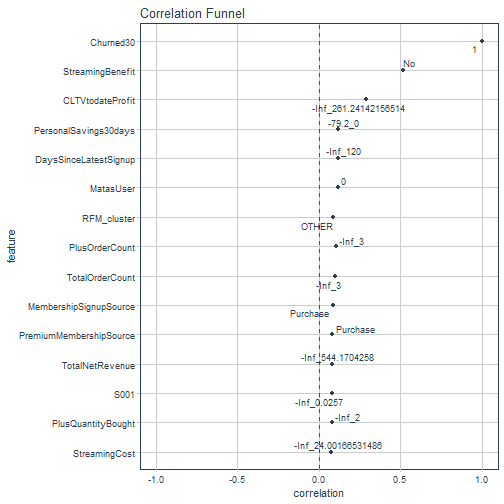 Correlation Funnel
Churned30
1
StreamingBenefit
No
CLTVtodateProfit
-Inf_261.24142156514
PersonalSavings30days
-79.2_0
DaysSinceLatestSignup
-Inf_120
MatasUser
0
RFM_cluster
OTHER
PlusOrderCount
-Inf_3
TotalOrderCount
-Inf_3
MembershipSignupSource
Purchase
PremiumMembershipSource
Purchase
TotalNetRevenue
-Inf_544.1704258
S001
-Inf_0.0257
PlusQuantityBought
-Inf_2
StreamingCost
-Inf_24.00166531486
feature
-1.0 -0.5 0.0 0.5 1.0
correlation